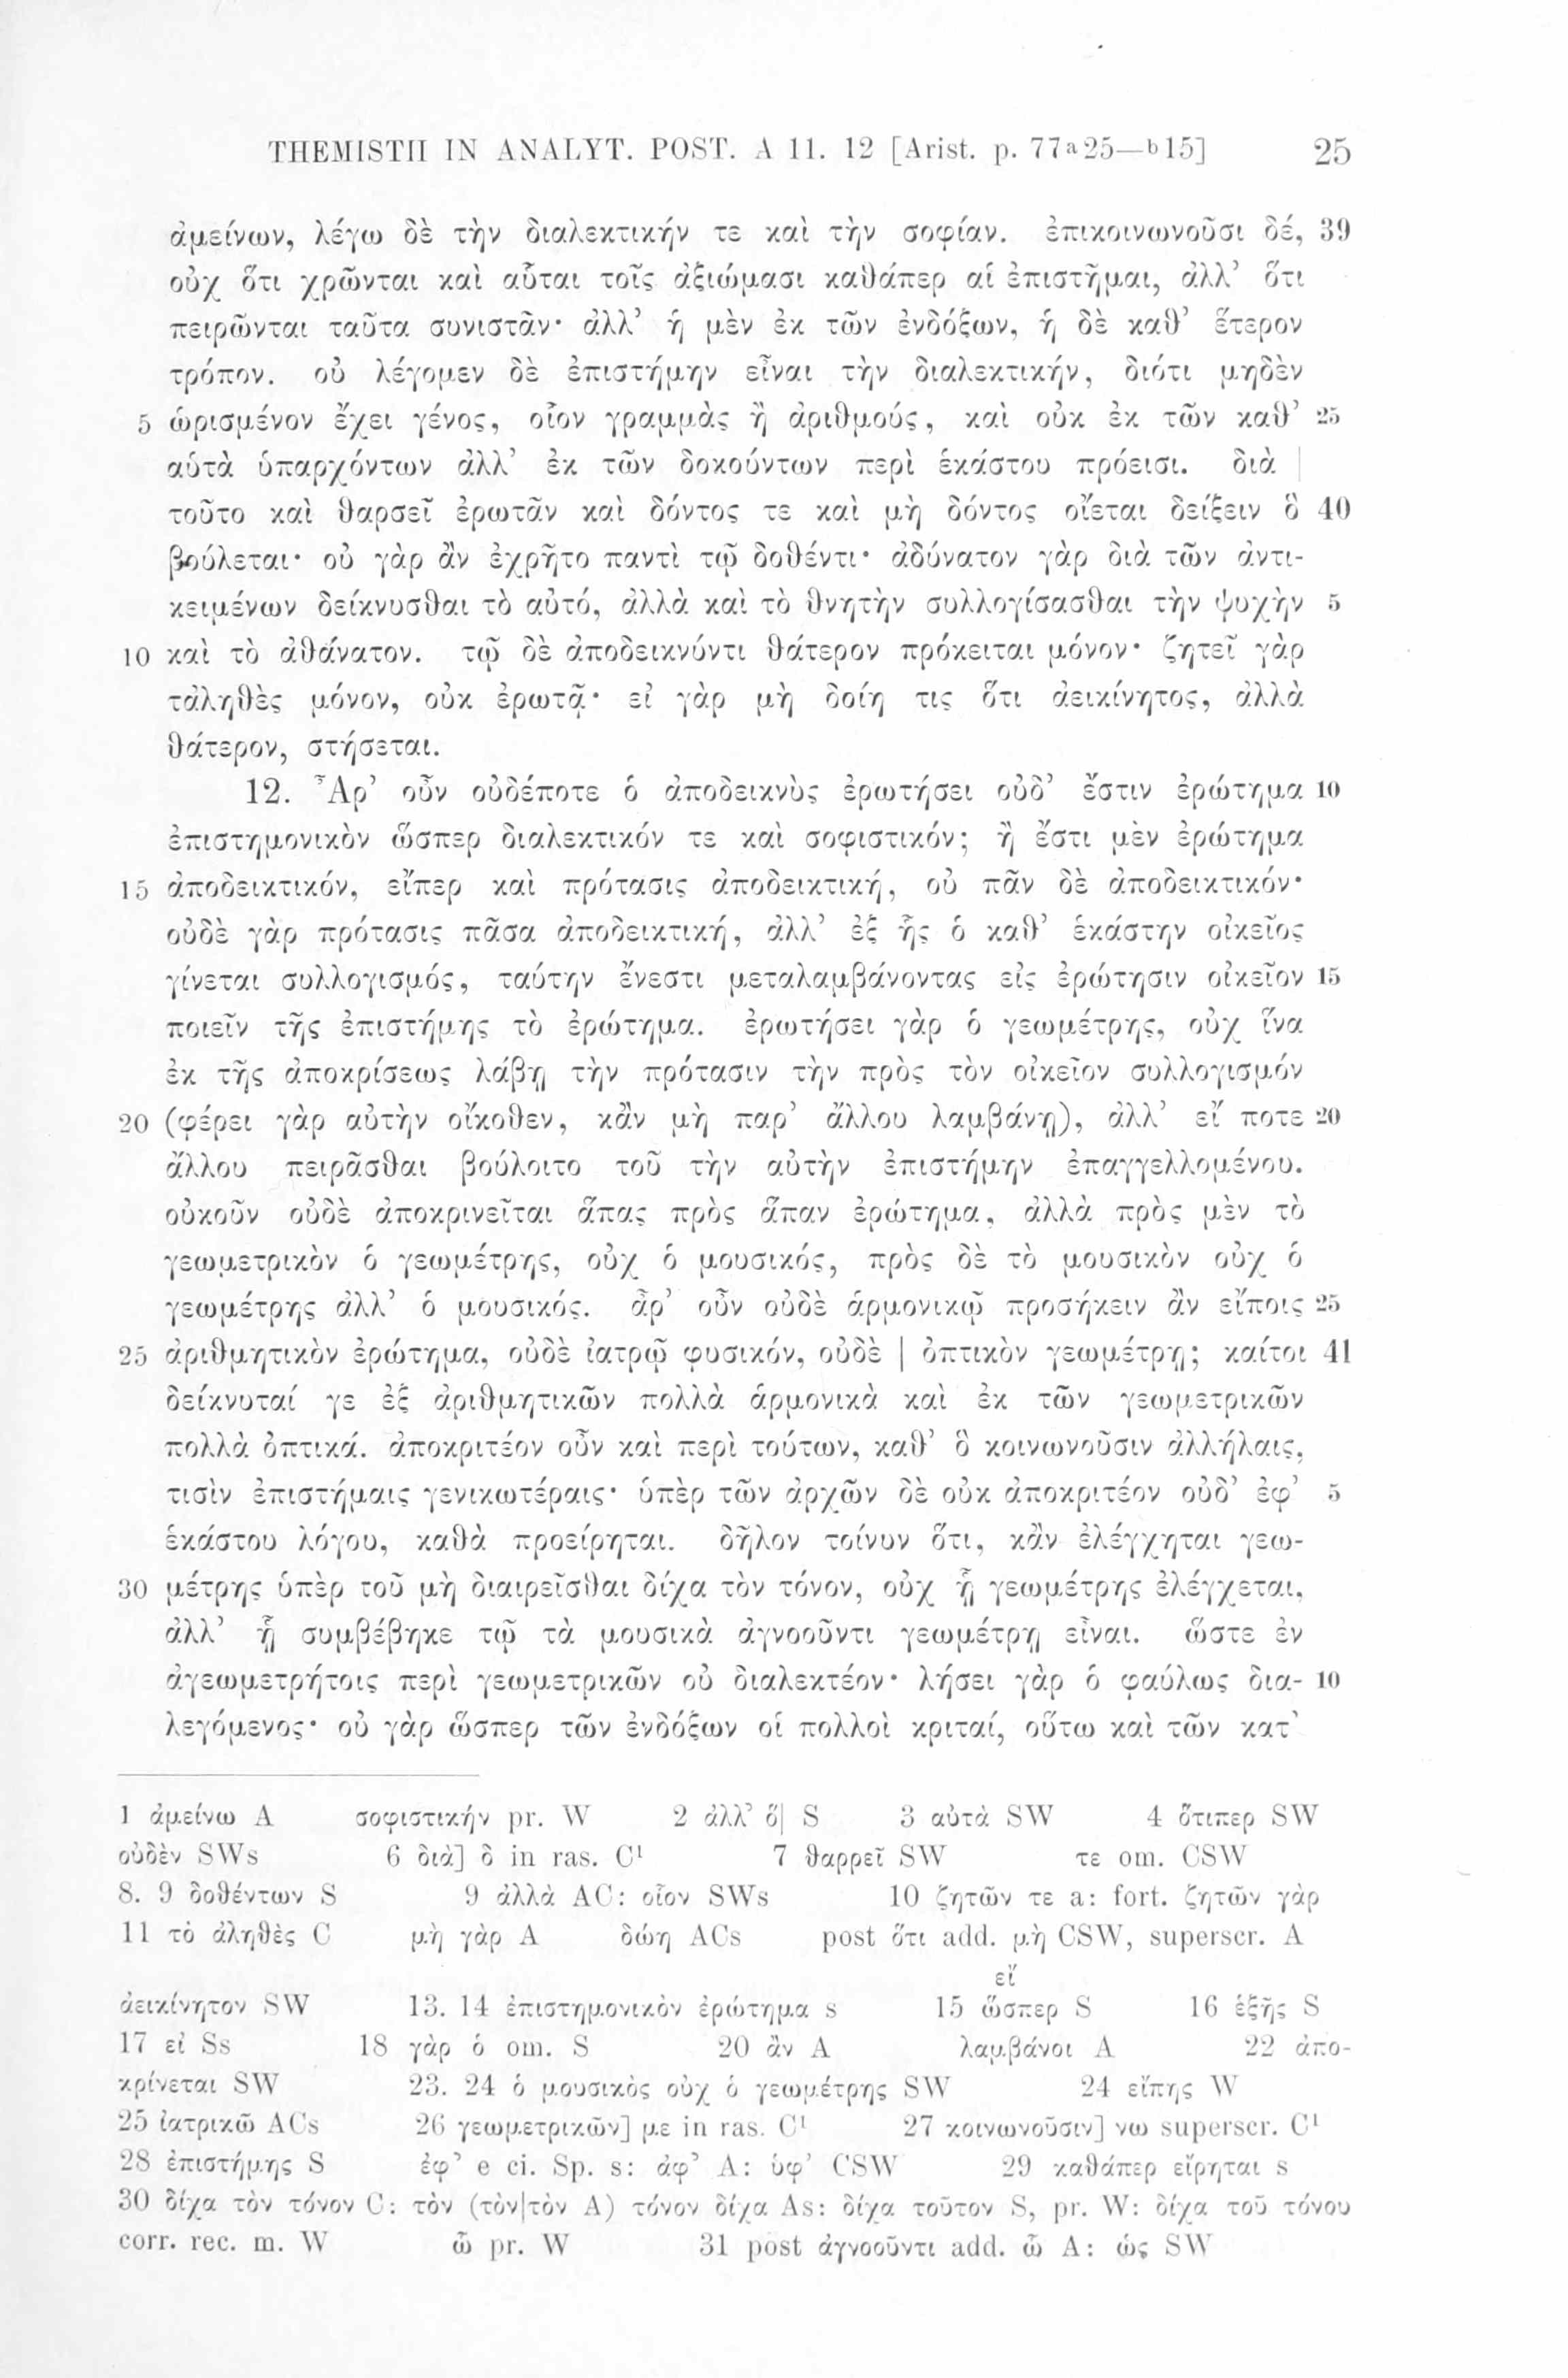 THEMISTII IN ANALYT. POST. A 11. 12 [Arist. p. 77a25—b15] 25
ἀμείνων, λέγω δὲ τὴν διαλεκτικήν τε καὶ τὴν σοφίαν. ἐπικοινωνοῦσι δέ, 39
οὐχ ὅτι χρῶνται καὶ αὗται τοῖς ἀξιώμασι καθάπερ αἱ ἐπιστῆμαι, ἀλλ’ ὅτι
πειρῶνται ταῦτα συνιστᾶν· ἀλλ’ ἡ μὲν ἐκ τῶν ἐνδόξων, ἡ δὲ καθ’ ἕτερον
τρόπον. οὐ λέγομεν δὲ ἐπιστήμην εἶναι τὴν διαλεκτικήν, διότι μηδὲν
5 ὡρισμένον ἔχει γένος, οἷον γραμμὰς ἢ ἀριθμούς, καὶ οὐκ ἐκ τῶν καθ’ 25
αὑτὰ ὑπαρχόντων ἀλλ’ ἐκ τῶν δοκούντων περὶ ἑκάστου πρόεισι. διὰ |
τοῦτο καὶ θαρσεῖ ἐρωτᾶν καὶ δόντος τε καὶ μὴ δόντος οἴεται δείξειν ὃ 40
βούλεται· οὐ γὰρ ἂν ἐχρῆτο παντὶ τῷ δοθέντι· ἀδύνατον γὰρ διὰ τῶν ἀντι-
κειμένων δείκνυσθαι τὸ αὐτό, ἀλλὰ καὶ τὸ θνητὴν συλλογίσασθαι τὴν ψυχὴν 5
10 καὶ τὸ ἀθάνατον. τῷ δὲ ἀποδεικνύντι θάτερον πρόκειται μόνον· ζητεῖ γὰρ
τἀληθὲς μόνον, οὐκ ἐρωτᾷ· εἰ γὰρ μὴ δοίη τις ὅτι ἀεικίνητος, ἀλλὰ
θάτερον, στήσεται.
12. Ἆρ’ οὖν οὐδέποτε ὁ ἀποδεικνὺς ἐρωτήσει οὐδ’ ἔστιν ἐρώτημα 10
ἐπιστημονικὸν ὥσπερ διαλεκτικόν τε καὶ σοφιστικόν; ἢ ἔστι μὲν ἐρώτημα
15 ἀποδεικτικόν, εἴπερ καὶ πρότασις ἀποδεικτική, οὐ πᾶν δὲ ἀποδεικτικόν·
οὐδὲ γὰρ πρότασις πᾶσα ἀποδεικτική, ἀλλ’ ἐξ ἧς ὁ καθ’ ἑκάστην οἰκεῖος
γίνεται συλλογισμός, ταύτην ἔνεστι μεταλαμβάνοντας εἰς ἐρώτησιν οἰκεῖον 15
ποιεῖν τῆς ἐπιστήμης τὸ ἐρώτημα. ἐρωτήσει γὰρ ὁ γεωμέτρης, οὐχ ἵνα
ἐκ τῆς ἀποκρίσεως λάβῃ τὴν πρότασιν τὴν πρὸς τὸν οἰκεῖον συλλογισμόν
20 (φέρει γὰρ αὐτὴν οἴκοθεν, κἂν μὴ παρ’ ἄλλου λαμβάνῃ), ἀλλ’ εἴ ποτε 20
ἄλλου πειρᾶσθαι βούλοιτο τοῦ τὴν αὐτὴν ἐπιστήμην ἐπαγγελλομένου.
οὐκοῦν οὐδὲ ἀποκρινεῖται ἅπας πρὸς ἅπαν ἐρώτημα, ἀλλὰ πρὸς μὲν τὸ
γεωμετρικὸν ὁ γεωμέτρης, οὐχ ὁ μουσικός, πρὸς δὲ τὸ μουσικὸν οὐχ ὁ
γεωμέτρης ἀλλ’ ὁ μουσικός. ἆρ’ οὖν οὐδὲ ἁρμονικῷ προσήκειν ἂν εἴποις 25
25 ἀριθμητικὸν ἐρώτημα, οὐδὲ ἰατρῷ φυσικόν, οὐδὲ | ὀπτικὸν γεωμέτρῃ; καίτοι 41
δείκνυταί γε ἐξ ἀριθμητικῶν πολλὰ ἁρμονικὰ καὶ ἐκ τῶν γεωμετρικῶν
πολλὰ ὀπτικά. ἀποκριτέον οὖν καὶ περὶ τούτων, καθ’ ὃ κοινωνοῦσιν ἀλλήλαις,
τισὶν ἐπιστήμαις γενικωτέραις· ὑπὲρ τῶν ἀρχῶν δὲ οὐκ ἀποκριτέον οὐδ’ ἐφ’ 5
ἑκάστου λόγου, καθὰ προείρηται. δῆλον τοίνυν ὅτι, κἂν ἐλέγχηται γεω-
30 μέτρης ὑπὲρ τοῦ μὴ διαιρεῖσθαι δίχα τὸν τόνον, οὐχ ᾗ γεωμέτρης ἐλέγχεται,
ἀλλ’ ᾗ συμβέβηκε τῷ τὰ μουσικὰ ἀγνοοῦντι γεωμέτρῃ εἶναι. ὥστε ἐν
ἀγεωμετρήτοις περὶ γεωμετρικῶν οὐ διαλεκτέον· λήσει γὰρ ὁ φαύλως δια- 10
λεγόμενος· οὐ γὰρ ὥσπερ τῶν ἐνδόξων οἱ πολλοὶ κριταί, οὕτω καὶ τῶν κατ’
1 ἀμείνω A σοφιστικήν pr. W 2 ἀλλ’ ὅ| S 3 αὐτὰ SW 4 ὅτιπερ SW
οὐδὲν SWs 6 διὰ] δ in ras. C¹ 7 θαρρεῖ SW τε om. CSW
8. 9 δοθέντων S 9 ἀλλὰ AC: οἷον SWs 10 ζητῶν τε a: fort. ζητῶν γὰρ
11 τὸ ἀληθὲς C μὴ γὰρ A δώη ACs post ὅτι add. μὴ CSW, superscr. A
εἴ
ἀεικίνητον SW 13. 14 ἐπιστημονικὸν ἐρώτημα s 15 ὥσπερ S 16 ἑξῆς S
17 εἰ Ss 18 γὰρ ὁ om. S 20 ἂν A λαμβάνοι A 22 ἀπο-
κρίνεται SW 23. 24 ὁ μουσικὸς οὐχ ὁ γεωμέτρης SW 24 εἴπῃς W
25 ἰατρικῶ ACs 26 γεωμετρικῶν] με in ras. C¹ 27 κοινωνοῦσιν] νω superscr. C¹
28 ἐπιστήμης S ἐφ’ e ci. Sp. s: ἀφ’ A: ὑφ’ CSW 29 καθάπερ εἴρηται s
30 δίχα τὸν τόνον C: τὸν (τὸν|τὸν A) τόνον δίχα As: δίχα τοῦτον S, pr. W: δίχα τοῦ τόνου
corr. rec. m. W ὦ pr. W 31 post ἀγνοοῦντι add. ὦ A: ὡς SW